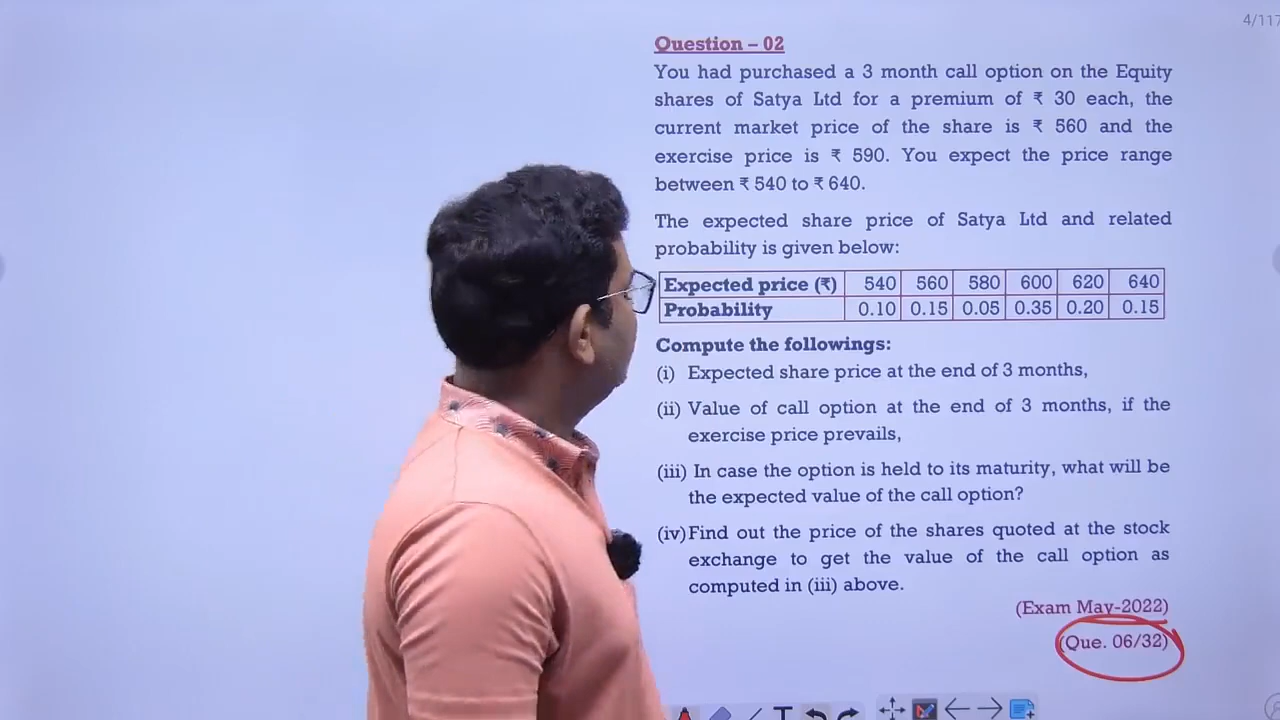 4/117
Question – 02
You had purchased a 3 month call option on the Equity
shares of Satya Ltd for a premium of ₹ 30 each, the
current market price of the share is ₹ 560 and the
exercise price is ₹ 590. You expect the price range
between ₹ 540 to ₹ 640.
The expected share price of Satya Ltd and related
probability is given below:
Expected price (₹) 540 560 580 600 620 640
Probability 0.10 0.15 0.05 0.35 0.20 0.15
Compute the followings:
(i) Expected share price at the end of 3 months,
(ii) Value of call option at the end of 3 months, if the
exercise price prevails,
(iii) In case the option is held to its maturity, what will be
the expected value of the call option?
(iv)Find out the price of the shares quoted at the stock
exchange to get the value of the call option as
computed in (iii) above.
(Exam May-2022)
(Que. 06/32)